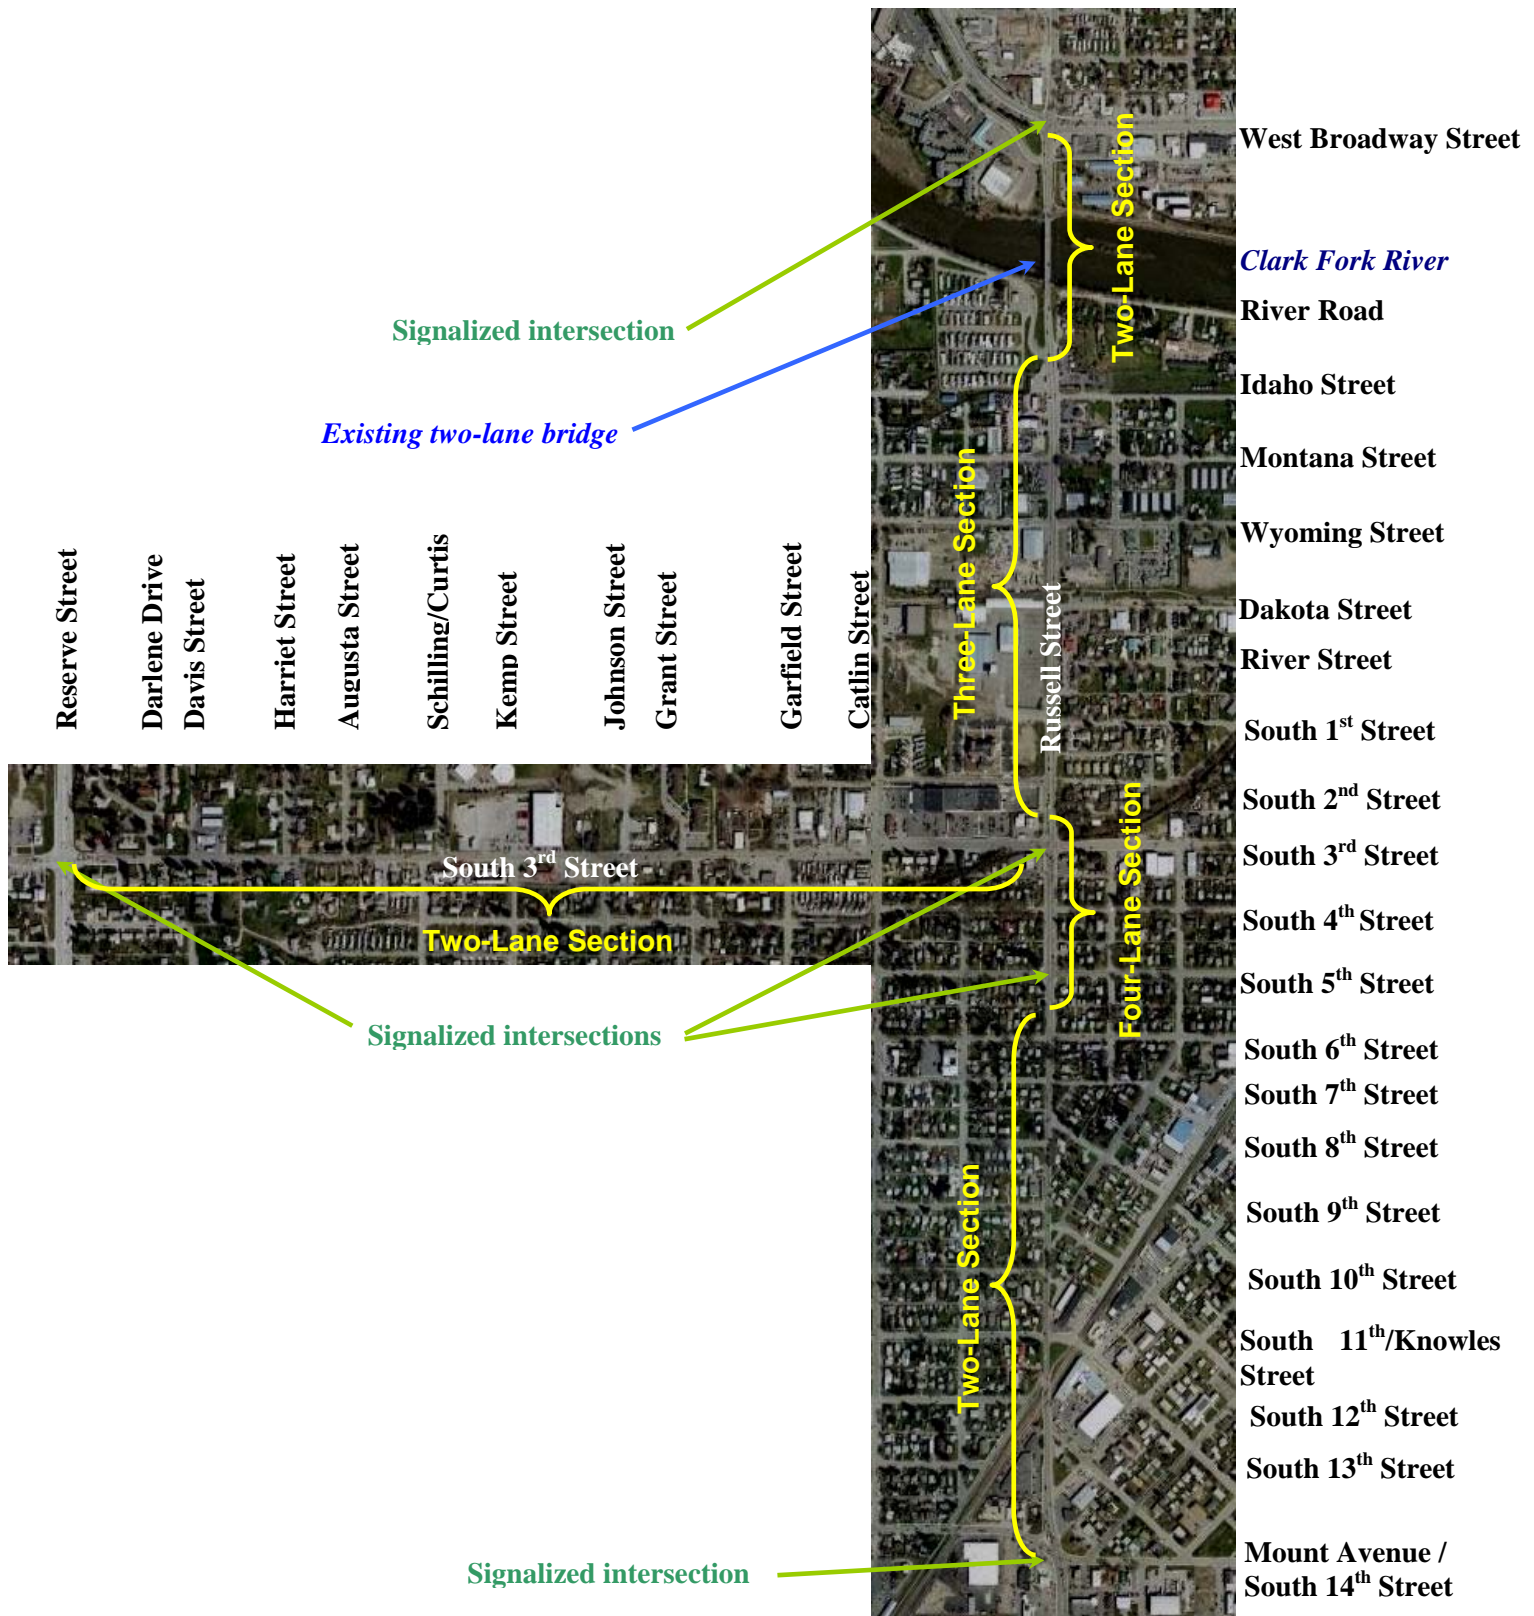 West Broadway Street
Two-Lane Section
Clark Fork River
River Road
Signalized intersection
Idaho Street
Existing two-lane bridge
Montana Street
Wyoming Street
Three-Lane Section
Russell Street
Dakota Street
River Street
Reserve Street
Darlene Drive
Davis Street
Harriet Street
Augusta Street
Schilling/Curtis
Kemp Street
Johnson Street
Grant Street
Garfield Street
Catlin Street
South 1st Street
South 2nd Street
South 3rd Street
South 3rd Street
Two-Lane Section
Four-Lane Section
South 4th Street
South 5th Street
Signalized intersections
South 6th Street
South 7th Street
South 8th Street
Two-Lane Section
South 9th Street
South 10th Street
South 11th/Knowles
Street
South 12th Street
South 13th Street
Signalized intersection
Mount Avenue /
South 14th Street